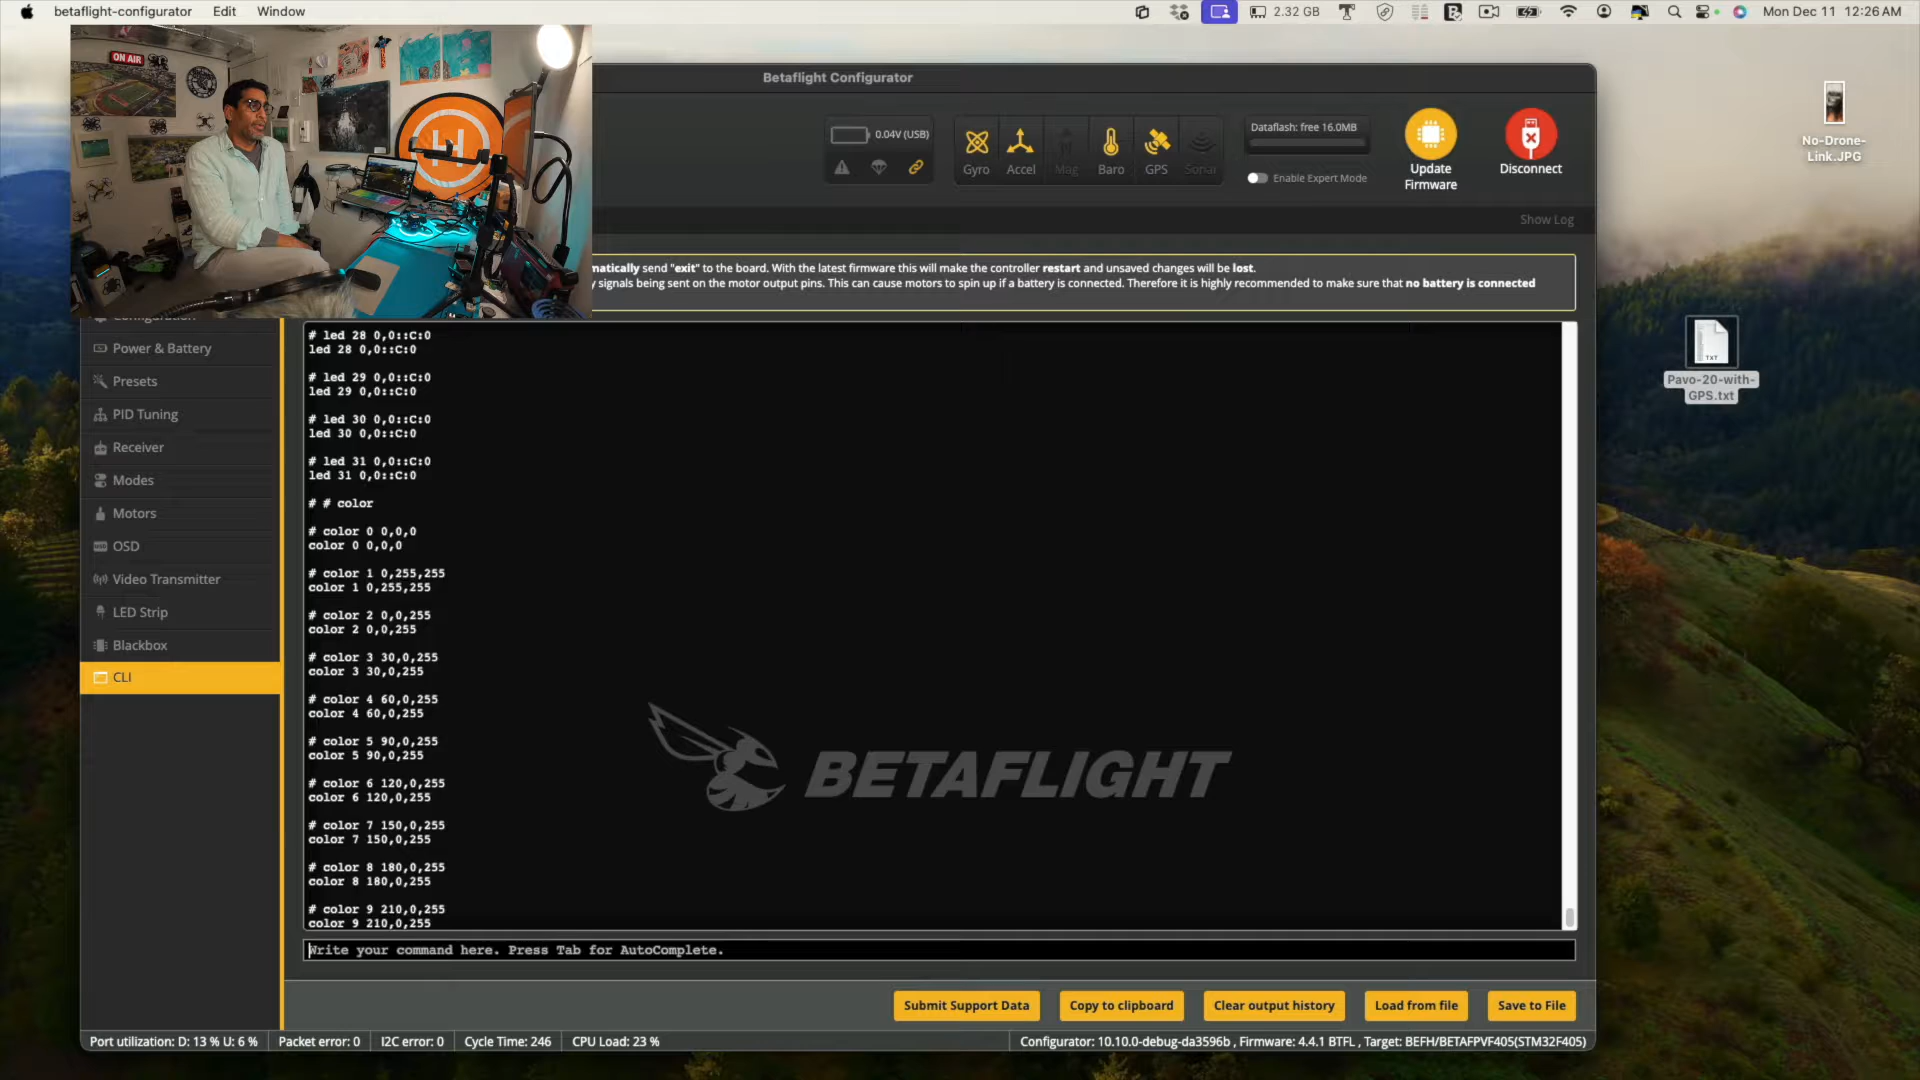 betaflight-configurator Edit Window
2.32 GB
Mon Dec 11 12:26 AM
ON AIR
H
Betaflight Configurator
0.04V (USB)
Gyro
Accel
Mag
Baro
GPS
Sonar
Dataflash: free 16.0MB
Enable Expert Mode
Update
Firmware
Disconnect
Show Log
No-Drone-
Link.JPG
TXT
Pavo-20-with-
GPS.txt
matically send "exit" to the board. With the latest firmware this will make the controller restart and unsaved changes will be lost.
y signals being sent on the motor output pins. This can cause motors to spin up if a battery is connected. Therefore it is highly recommended to make sure that no battery is connected
Configuration
Power & Battery
Presets
PID Tuning
Receiver
Modes
Motors
OSD
Video Transmitter
LED Strip
Blackbox
CLI
# led 28 0,0::C:0
led 28 0,0::C:0
# led 29 0,0::C:0
led 29 0,0::C:0
# led 30 0,0::C:0
led 30 0,0::C:0
# led 31 0,0::C:0
led 31 0,0::C:0
# # color
# color 0 0,0,0
color 0 0,0,0
# color 1 0,255,255
color 1 0,255,255
# color 2 0,0,255
color 2 0,0,255
# color 3 30,0,255
color 3 30,0,255
# color 4 60,0,255
color 4 60,0,255
# color 5 90,0,255
color 5 90,0,255
# color 6 120,0,255
color 6 120,0,255
# color 7 150,0,255
color 7 150,0,255
# color 8 180,0,255
color 8 180,0,255
# color 9 210,0,255
color 9 210,0,255
BETAFLIGHT
Write your command here. Press Tab for AutoComplete.
Submit Support Data
Copy to clipboard
Clear output history
Load from file
Save to File
Port utilization: D: 13 % U: 6 %
Packet error: 0
I2C error: 0
Cycle Time: 246
CPU Load: 23 %
Configurator: 10.10.0-debug-da3596b , Firmware: 4.4.1 BTFL , Target: BEFH/BETAFPVF405(STM32F405)